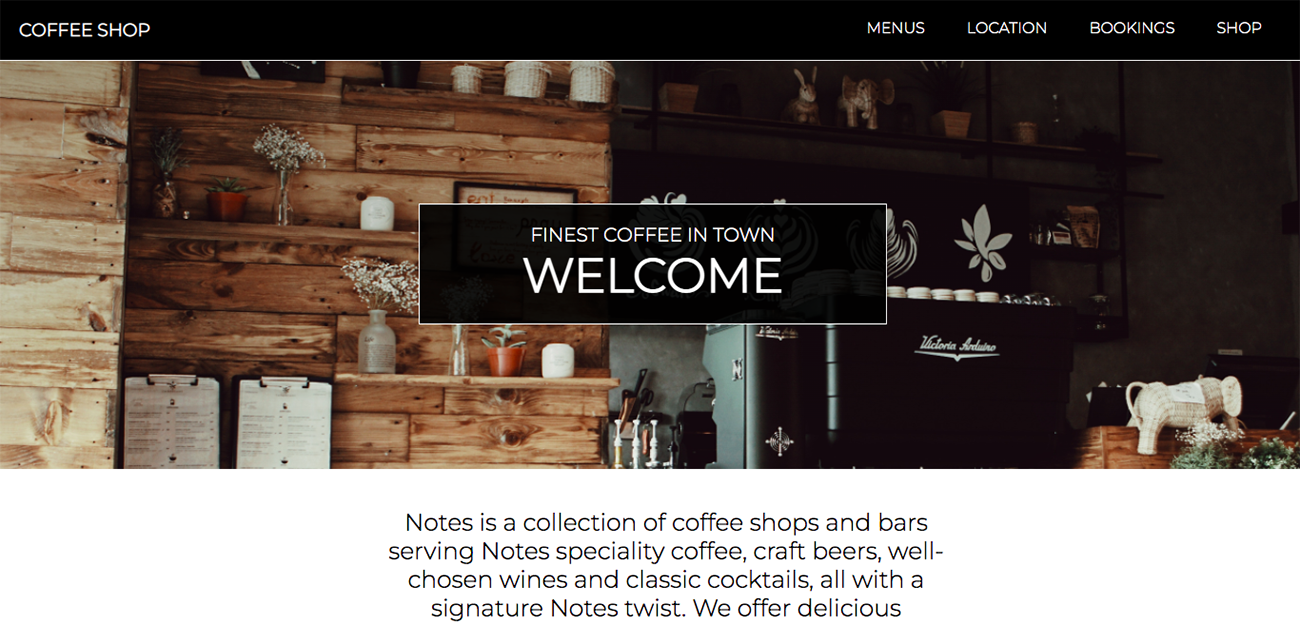 COFFEE SHOP
MENUS LOCATION BOOKINGS SHOP
FINEST COFFEE IN TOWN
WELCOME
Victoria Arduino
Notes is a collection of coffee shops and bars
serving Notes speciality coffee, craft beers, well-
chosen wines and classic cocktails, all with a
signature Notes twist. We offer delicious